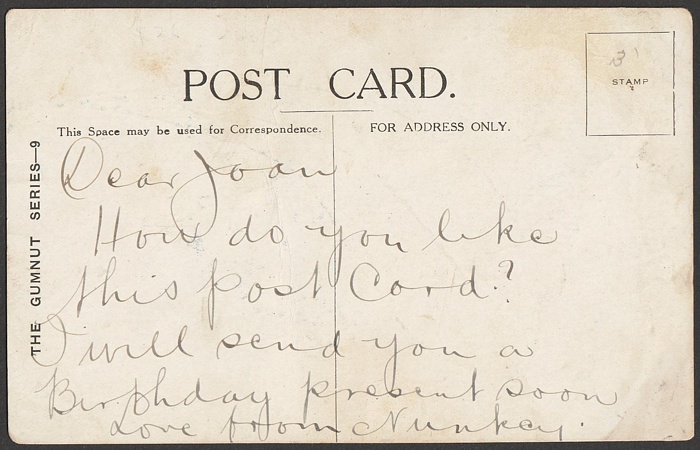 POST CARD.
STAMP
This Space may be used for Correspondence.
FOR ADDRESS ONLY.
THE GUMNUT SERIES—9
Dear Joan
How do you like
this post Card?
I will send you a
Birthday present soon
Love from Nunkey.